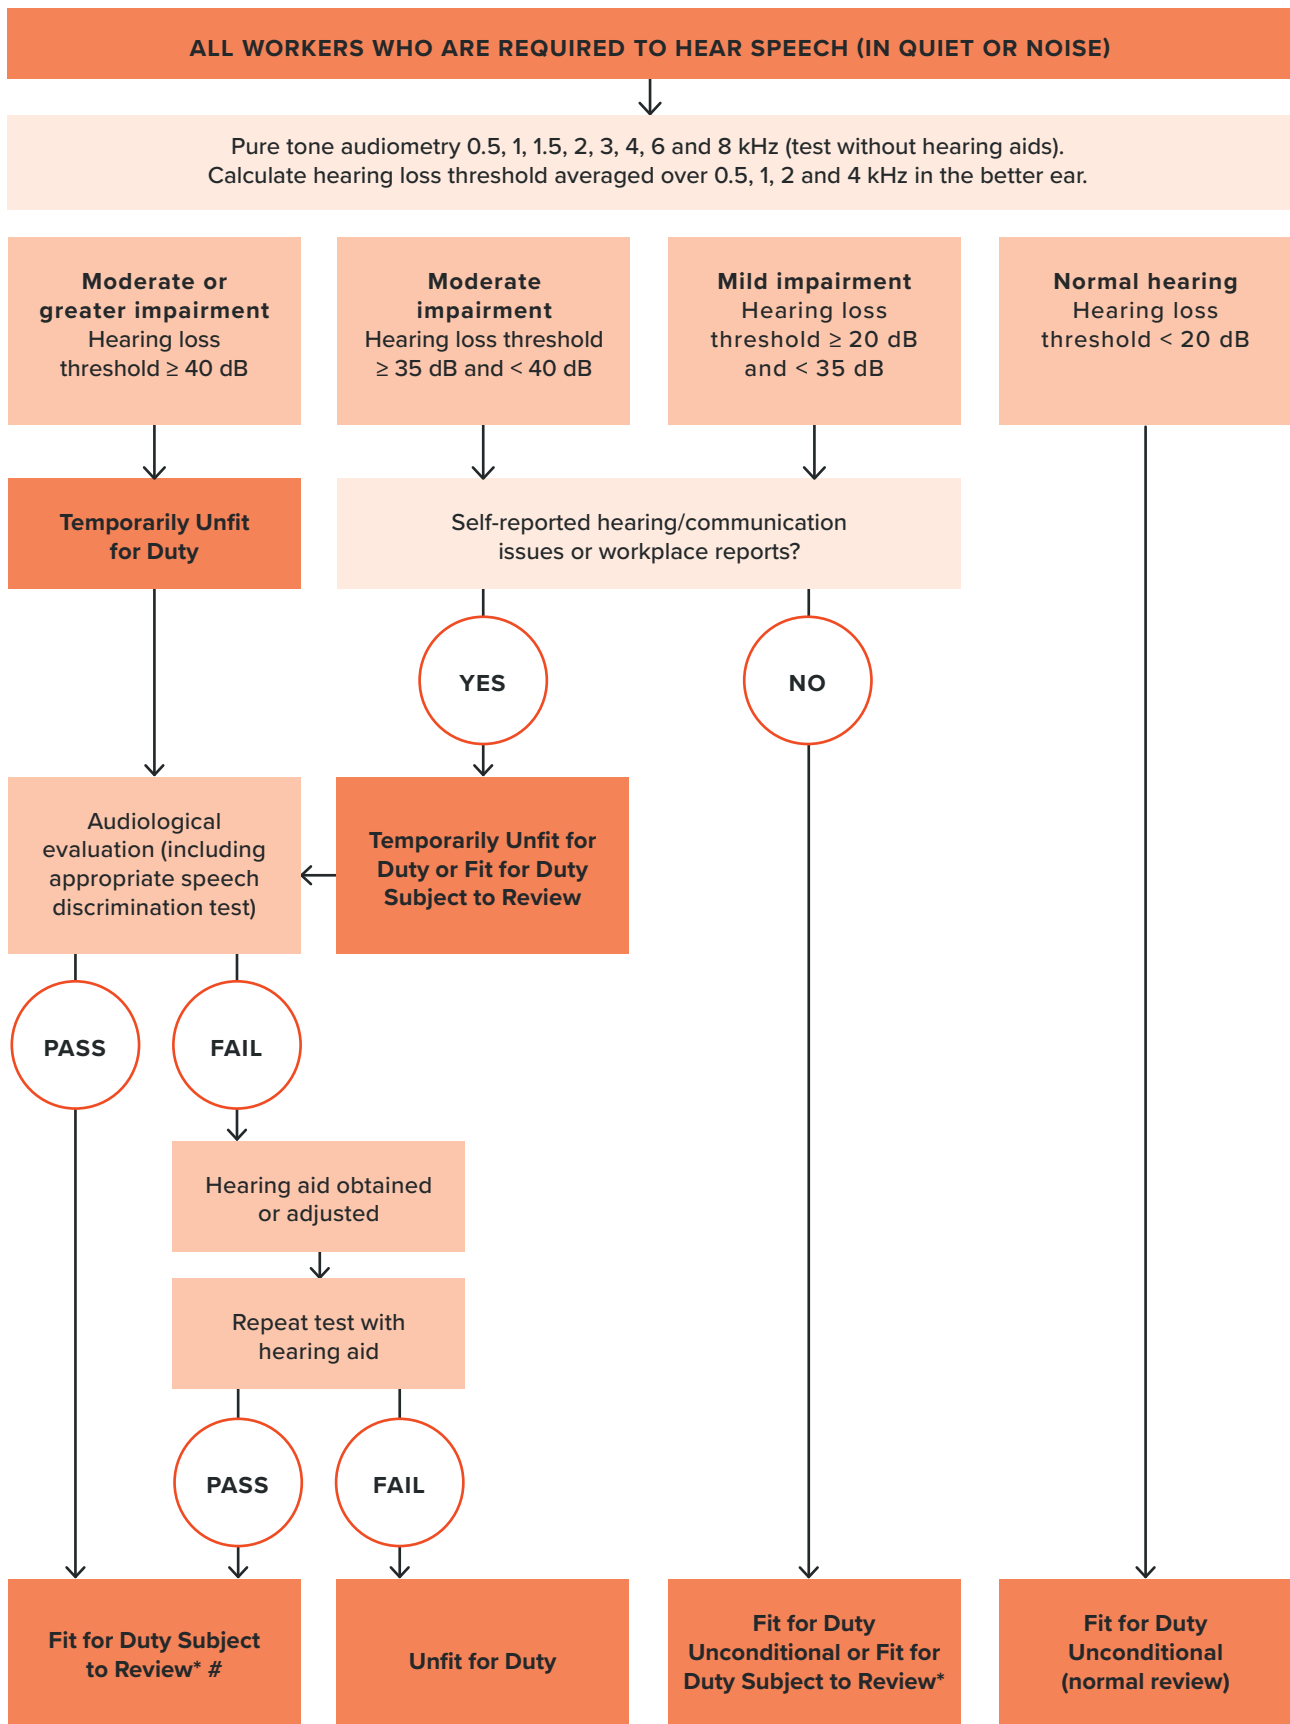 ALL WORKERS WHO ARE REQUIRED TO HEAR SPEECH (IN QUIET OR NOISE)
Pure tone audiometry 0.5, 1, 1.5, 2, 3, 4, 6 and 8 kHz (test without hearing aids).
Calculate hearing loss threshold averaged over 0.5, 1, 2 and 4 kHz in the better ear.
Moderate or
greater impairment
Hearing loss
threshold ≥ 40 dB
Moderate
impairment
Hearing loss threshold
≥ 35 dB and < 40 dB
Mild impairment
Hearing loss
threshold ≥ 20 dB
and < 35 dB
Normal hearing
Hearing loss
threshold < 20 dB
Temporarily Unfit
for Duty
Self-reported hearing/communication
issues or workplace reports?
YES
NO
Audiological
evaluation (including
appropriate speech
discrimination test)
Temporarily Unfit for
Duty or Fit for Duty
Subject to Review
PASS
FAIL
Hearing aid obtained
or adjusted
Repeat test with
hearing aid
PASS
FAIL
Fit for Duty Subject
to Review* #
Unfit for Duty
Fit for Duty
Unconditional or Fit for
Duty Subject to Review*
Fit for Duty
Unconditional
(normal review)